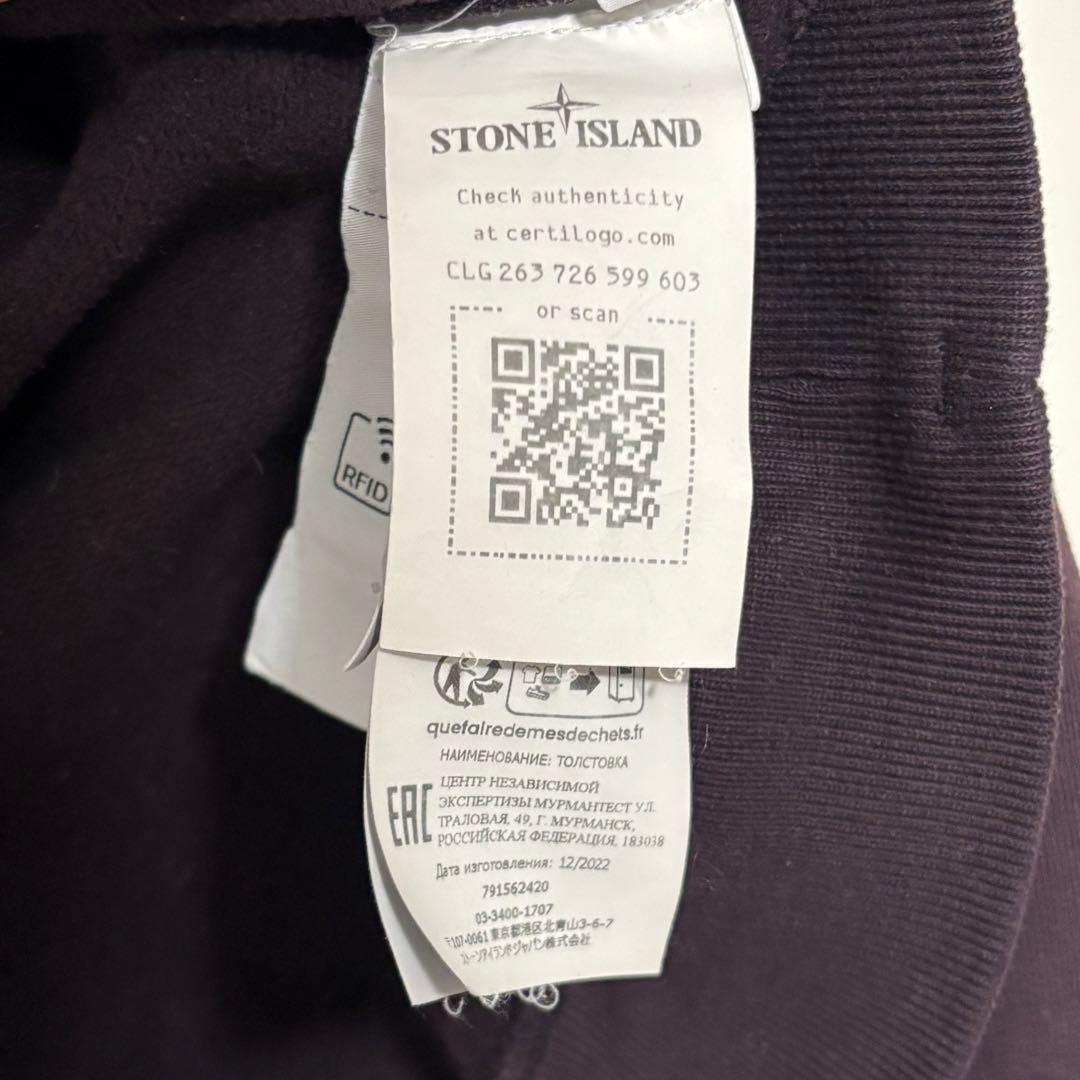 STONE ISLAND
Check authenticity
at certilogo.com
CLG 263 726 599 603
or scan
RFID
quefairedemesdechets.fr
НАИМЕНОВАНИЕ: ТОЛСТОВКА
EAC
ЦЕНТР НЕЗАВИСИМОЙ
ЭКСПЕРТИЗЫ МУРМАНТЕСТ УЛ.
ТРАЛОВАЯ, 49, Г. МУРМАНСК,
РОССИЙСКАЯ ФЕДЕРАЦИЯ, 183038
Дата изготовления: 12/2022
791562420
03-3400-1707
〒107-0061 東京都港区北青山3-6-7
ストーンアイランドジャパン株式会社